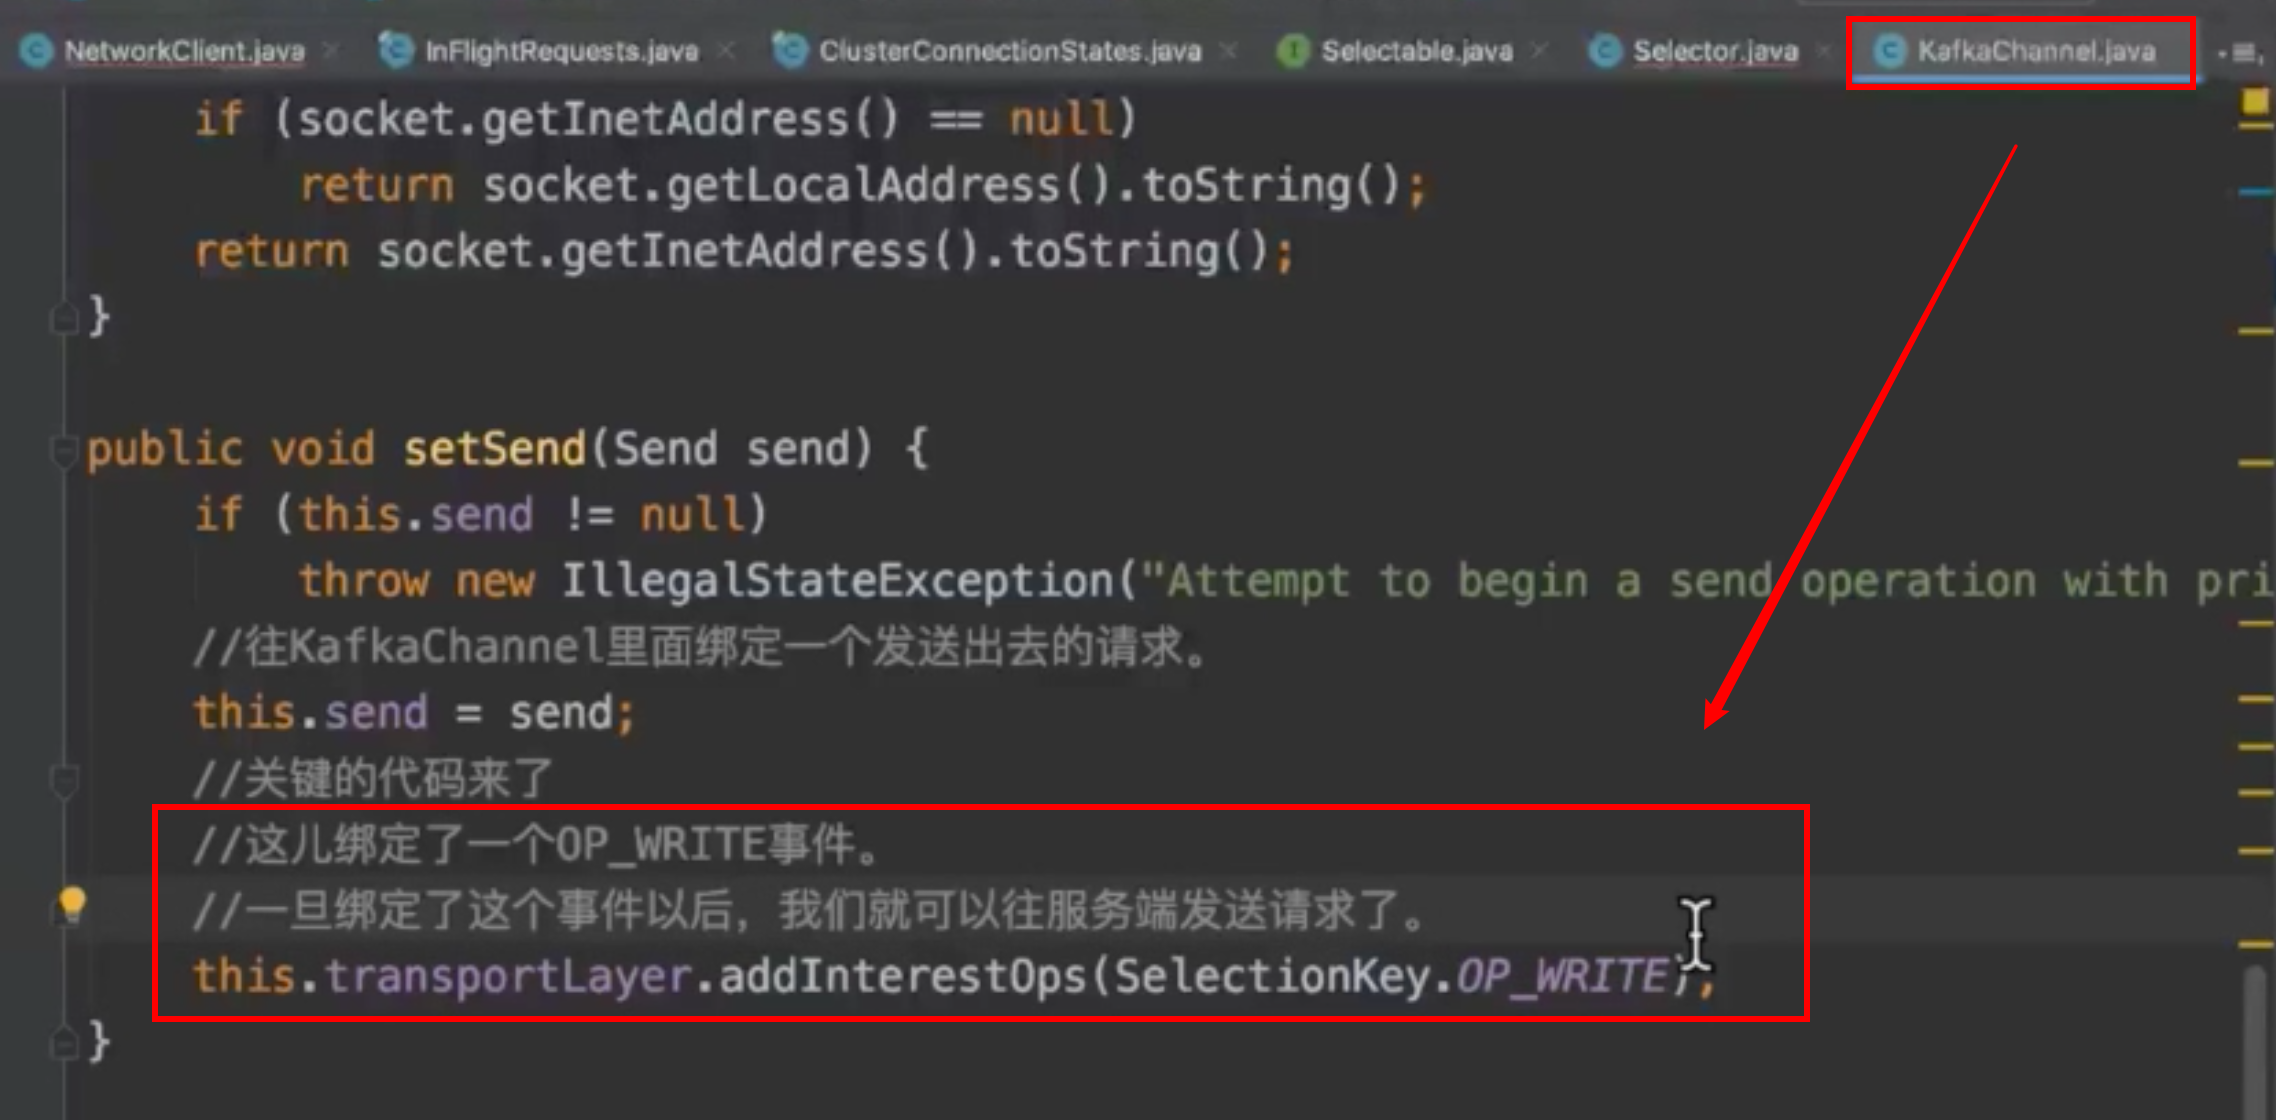 NetworkClient.java InFlightRequests.java ClusterConnectionStates.java Selectable.java Selector.java KafkaChannel.java
if (socket.getInetAddress() == null)
return socket.getLocalAddress().toString();
return socket.getInetAddress().toString();
}
public void setSend(Send send) {
if (this.send != null)
throw new IllegalStateException("Attempt to begin a send operation with pri
//往KafkaChannel里面绑定一个发送出去的请求。
this.send = send;
//关键的代码来了
//这儿绑定了一个OP_WRITE事件。
//一旦绑定了这个事件以后，我们就可以往服务端发送请求了。
this.transportLayer.addInterestOps(SelectionKey.OP_WRITE);
}